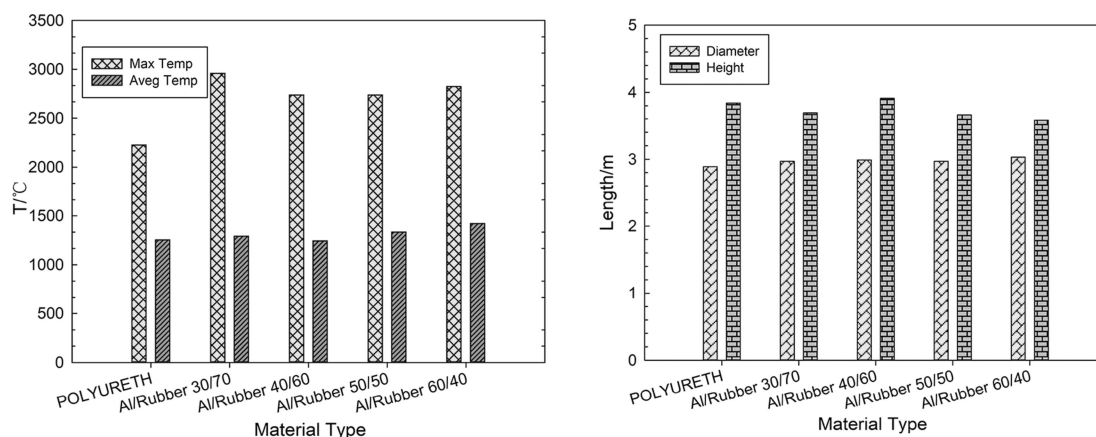 3500
3000
2500
2000
1500
1000
500
0
T/℃
Max Temp
Aveg Temp
POLYURETH
Al/Rubber 30/70
Al/Rubber 40/60
Al/Rubber 50/50
Al/Rubber 60/40
Material Type
5
4
3
2
1
0
Length/m
Diameter
Height
POLYURETH
Al/Rubber 30/70
Al/Rubber 40/60
Al/Rubber 50/50
Al/Rubber 60/40
Material Type